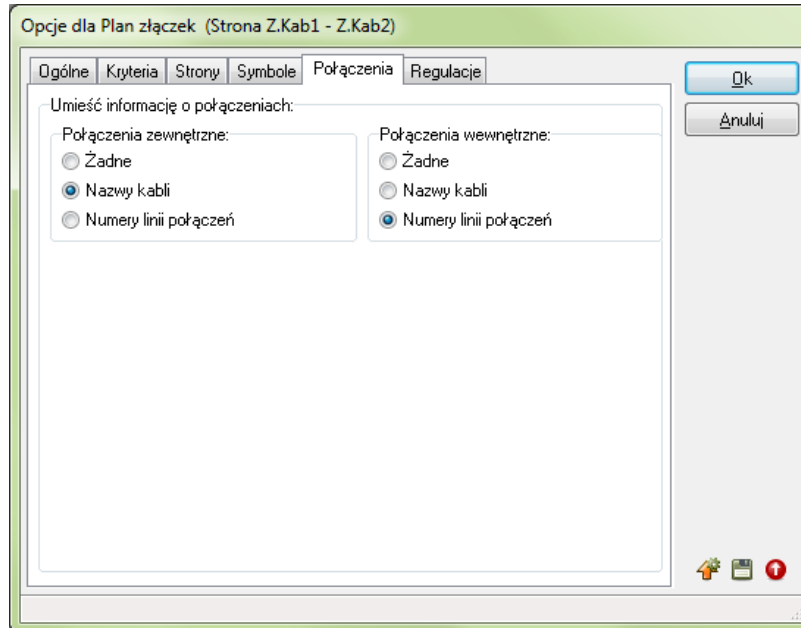 Opcje dla Plan złączek (Strona Z.Kab1 - Z.Kab2)
Ogólne Kryteria Strony Symbole Połączenia Regulacje
Ok
Anuluj
Umieść informację o połączeniach:
Połączenia zewnętrzne:
Żadne
Nazwy kabli
Numery linii połączeń
Połączenia wewnętrzne:
Żadne
Nazwy kabli
Numery linii połączeń